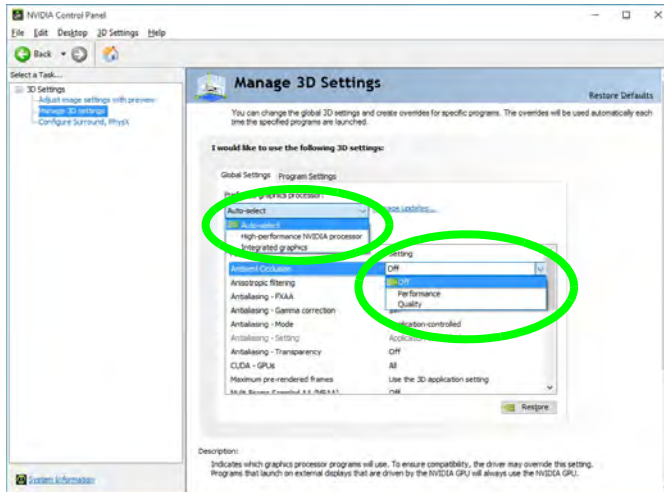 NVIDIA Control Panel
File Edit Desktop 3D Settings Help
Back
Select a Task...
3D Settings
Adjust image settings with preview
Manage 3D settings
Configure Surround, PhysX
Manage 3D Settings
Restore Defaults
You can change the global 3D settings and create overrides for specific programs. The overrides will be used automatically each
time the specified programs are launched.
I would like to use the following 3D settings:
Global Settings Program Settings
graphics processor:
Auto-select
Auto-select
High-performance NVIDIA processor
Integrated graphics
Setting
Ambient Occlusion Off
Off
Performance
Quality
Anisotropic filtering
Antialiasing - FXAA
Antialiasing - Gamma correction
Antialiasing - Mode Application-controlled
Antialiasing - Setting
Antialiasing - Transparency Off
CUDA - GPUs All
Maximum pre-rendered frames Use the 3D application setting
Restore
Description:
Indicates which graphics processor programs will use. To ensure compatibility, the driver may override this setting.
Programs that launch on external displays that are driven by the NVIDIA GPU will always use the NVIDIA GPU.
System Information